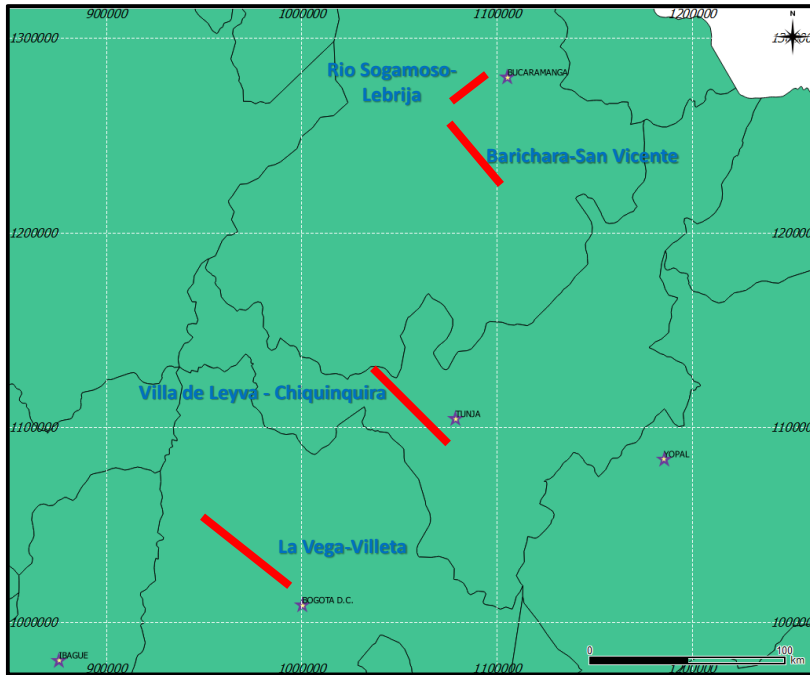 900000
1000000
1100000
1200000
N
1300000
Rio Sogamoso-
Lebrija
BUCARAMANGA
Barichara-San Vicente
1200000
1200000
Villa de Leyva - Chiquinquira
TUNJA
1100000
1100000
YOPAL
La Vega-Villeta
BOGOTA D.C.
1000000
IBAGUE
900000
1000000
1100000
1200000
0
100
km